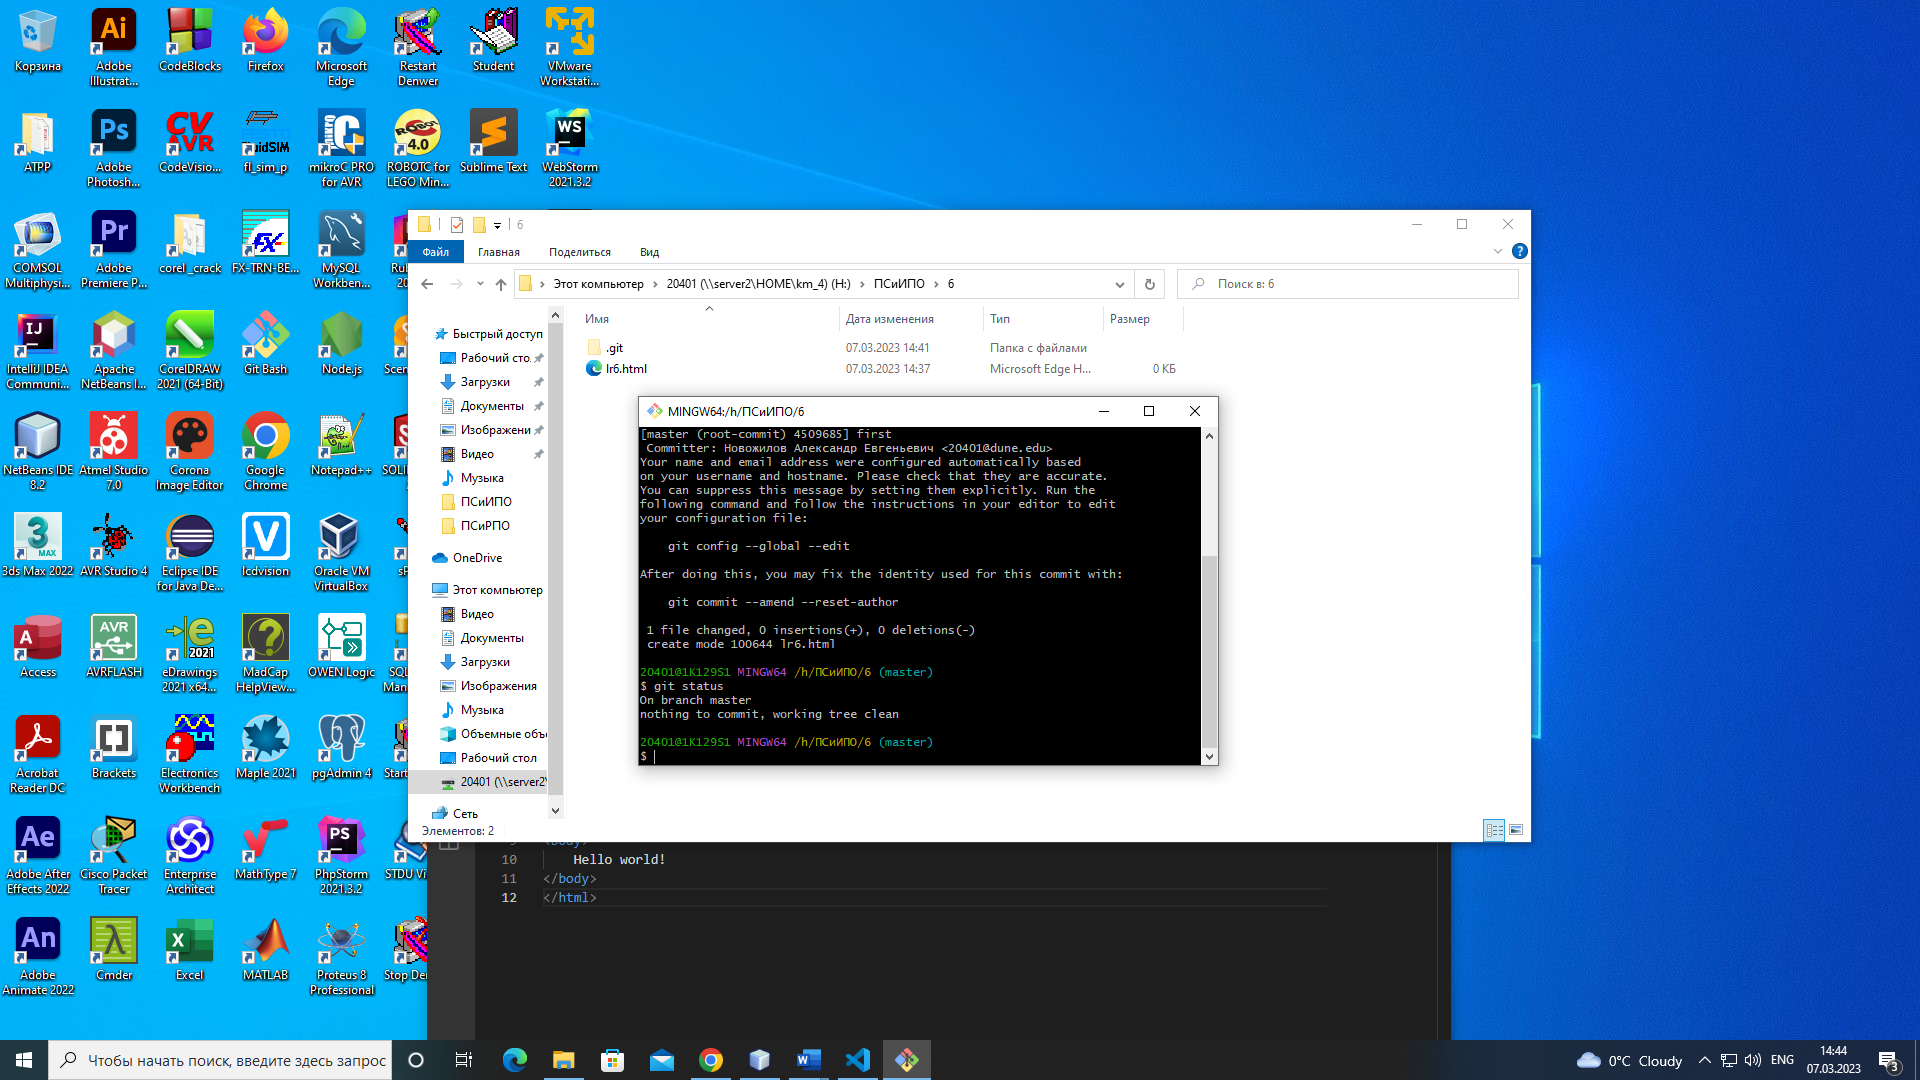 Корзина
Adobe
Illustrat...
CodeBlocks
Firefox
Microsoft
Edge
Restart
Denwer
Student
VMware
Workstati...
ATPP
Adobe
Photosh...
CodeVisio...
fl_sim_p
mikroC PRO
for AVR
ROBOTC for
LEGO Min...
Sublime Text
WebStorm
2021.3.2
COMSOL
Multiphysi...
Adobe
Premiere P...
corel_crack
FX-TRN-BE...
MySQL
Workben...
IntelliJ IDEA
Communi...
Apache
NetBeans I...
CorelDRAW
2021 (64-Bit)
Git Bash
Node.js
NetBeans IDE
8.2
Atmel Studio
7.0
Corona
Image Editor
Google
Chrome
Notepad++
3ds Max 2022
AVR Studio 4
Eclipse IDE
for Java De...
lcdvision
Oracle VM
VirtualBox
Access
AVRFLASH
eDrawings
2021 x64...
MadCap
HelpView...
OWEN Logic
Acrobat
Reader DC
Brackets
Electronics
Workbench
Maple 2021
pgAdmin 4
Adobe After
Effects 2022
Cisco Packet
Tracer
Enterprise
Architect
MathType 7
PhpStorm
2021.3.2
STDU Vi
Adobe
Animate 2022
Cmder
Excel
MATLAB
Proteus 8
Professional
Stop Den
6
Файл
Главная
Поделиться
Вид
Этот компьютер
20401 (\\server2\HOME\km_4) (H:)
ПСиИПО
6
Поиск в: 6
Имя
Дата изменения
Тип
Размер
.git
07.03.2023 14:41
Папка с файлами
lr6.html
07.03.2023 14:37
Microsoft Edge H...
0 КБ
Быстрый доступ
Рабочий сто.
Загрузки
Документы
Изображени
Видео
Музыка
ПСиИПО
ПСиРПО
OneDrive
Этот компьютер
Видео
Документы
Загрузки
Изображения
Музыка
Объемные объе
Рабочий стол
20401 (\\server2\
Сеть
Элементов: 2
MINGW64:/h/ПСиИПО/6
[master (root-commit) 4509685] first
Committer: Новожилов Александр Евгеньевич <20401@dune.edu>
Your name and email address were configured automatically based
on your username and hostname. Please check that they are accurate.
You can suppress this message by setting them explicitly. Run the
following command and follow the instructions in your editor to edit
your configuration file:
git config --global --edit
After doing this, you may fix the identity used for this commit with:
git commit --amend --reset-author
1 file changed, 0 insertions(+), 0 deletions(-)
create mode 100644 lr6.html
20401@1K129S1 MINGW64 /h/ПСиИПО/6 (master)
$ git status
On branch master
nothing to commit, working tree clean
20401@1K129S1 MINGW64 /h/ПСиИПО/6 (master)
$
10 Hello world!
11 </body>
12 </html>
Чтобы начать поиск, введите здесь запрос
0°C Cloudy
ENG
14:44
07.03.2023
3